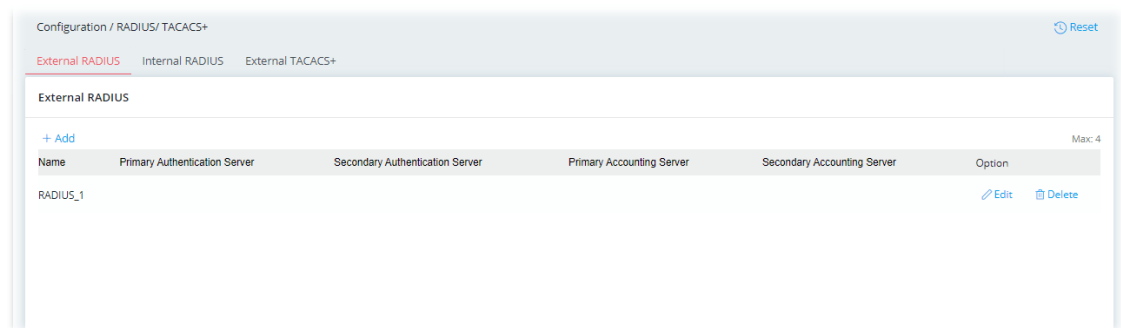 Configuration / RADIUS/ TACACS+ Reset
External RADIUS Internal RADIUS External TACACS+
External RADIUS
+ Add Max: 4
Name Primary Authentication Server Secondary Authentication Server Primary Accounting Server Secondary Accounting Server Option
RADIUS_1 Edit Delete